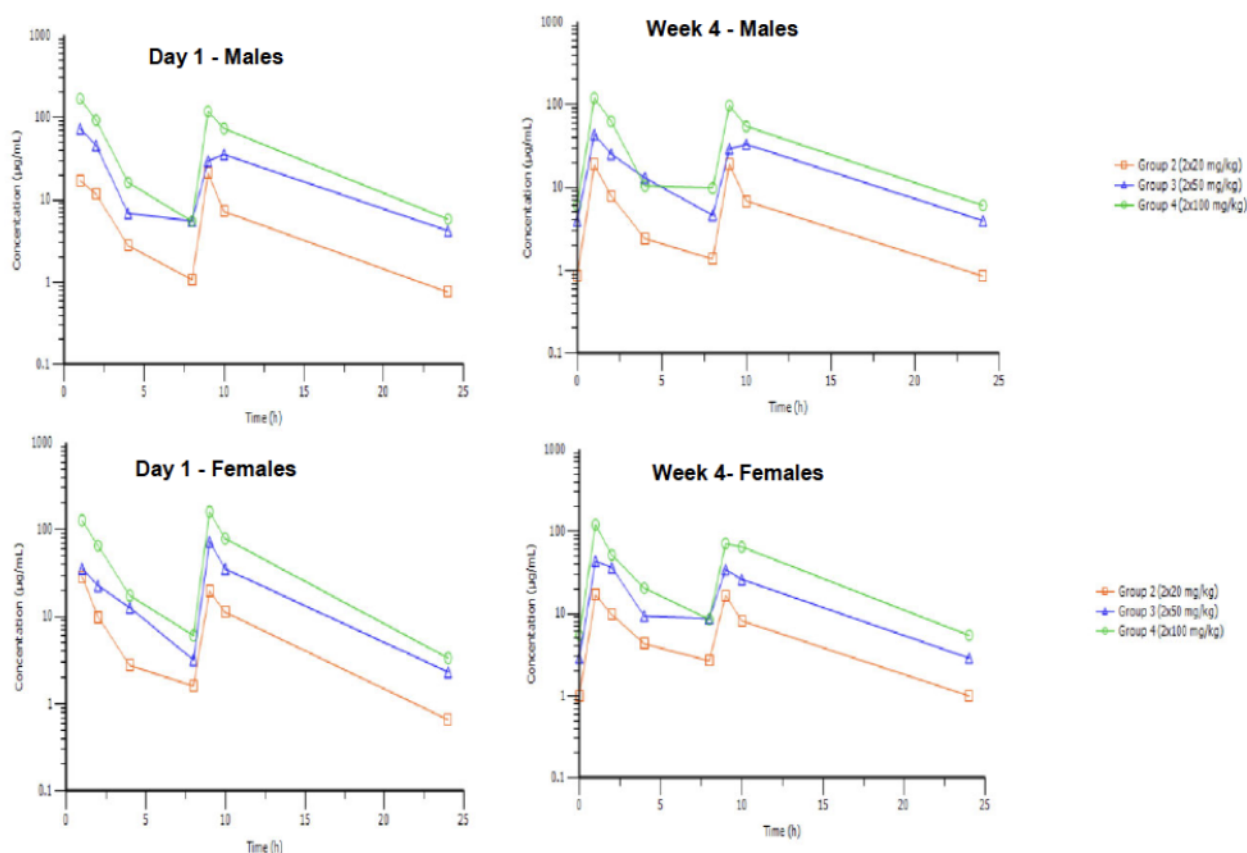 Day 1 - Males
1000
100
10
1
0.1
Concentration (µg/mL)
0 5 10 15 20 25
Time (h)
Week 4 - Males
1000
100
10
1
0.1
Concentration (µg/mL)
0 5 10 15 20 25
Time (h)
Group 2 (2x20 mg/kg)
Group 3 (2x50 mg/kg)
Group 4 (2x100 mg/kg)
Day 1 - Females
1000
100
10
1
0.1
Concentration (µg/mL)
0 5 10 15 20 25
Time (h)
Week 4- Females
1000
100
10
1
0.1
Concentration (µg/mL)
0 5 10 15 20 25
Time (h)
Group 2 (2x20 mg/kg)
Group 3 (2x50 mg/kg)
Group 4 (2x100 mg/kg)